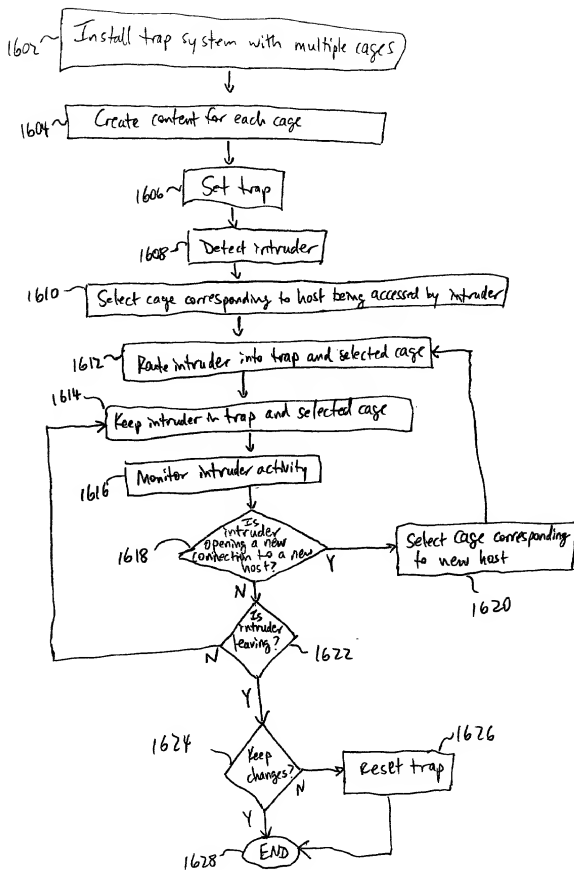 1602
Install trap system with multiple cages
1604
Create content for each cage
1606
Set trap
1608
Detect intruder
1610
Select cage corresponding to host being accessed by intruder
1612
Route intruder into trap and selected cage
1614
Keep intruder in trap and selected cage
1616
Monitor intruder activity
1618
Is
intruder
opening a new
connection to a new
host?
Y
Select cage corresponding
to new host
1620
N
Is
intruder
leaving?
N
1622
Y
1624
Keep
changes?
N
1626
Reset trap
Y
1628
END